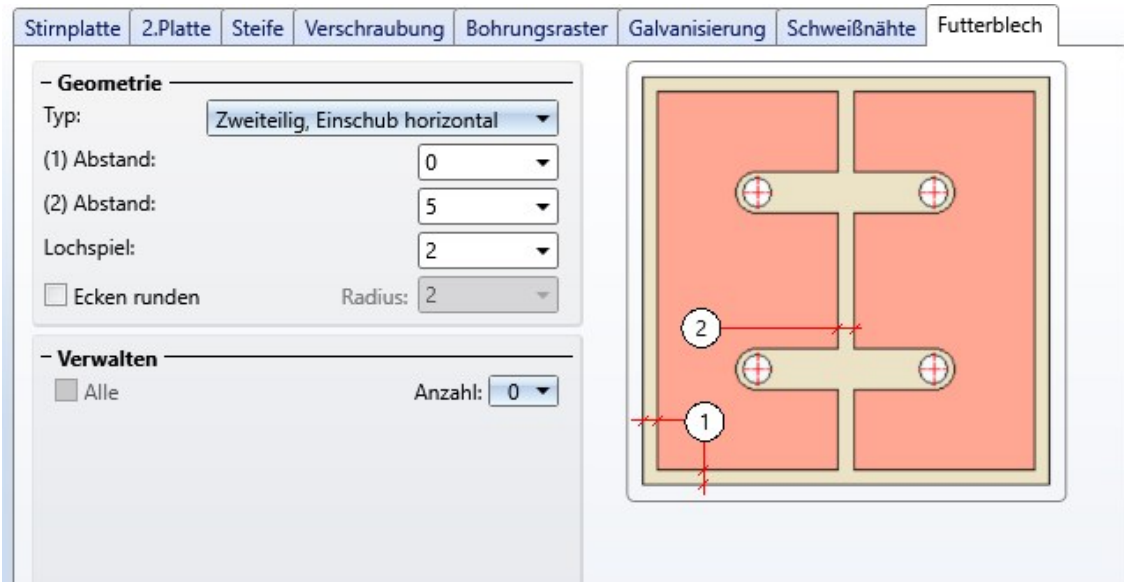 Stirnplatte 2.Platte Steife Verschraubung Bohrungsraster Galvanisierung Schweißnähte Futterblech
Geometrie
Typ: Zweiteilig, Einschub horizontal
(1) Abstand: 0
(2) Abstand: 5
Lochspiel: 2
Ecken runden Radius: 2
Verwalten
Alle Anzahl: 0
2
1